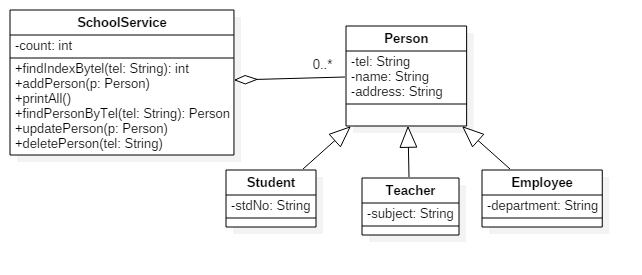 SchoolService
-count: int
+findIndexBytel(tel: String): int
+addPerson(p: Person)
+printAll()
+findPersonByTel(tel: String): Person
+updatePerson(p: Person)
+deletePerson(tel: String)
0..*
Person
-tel: String
-name: String
-address: String
Student
-stdNo: String
Teacher
-subject: String
Employee
-department: String